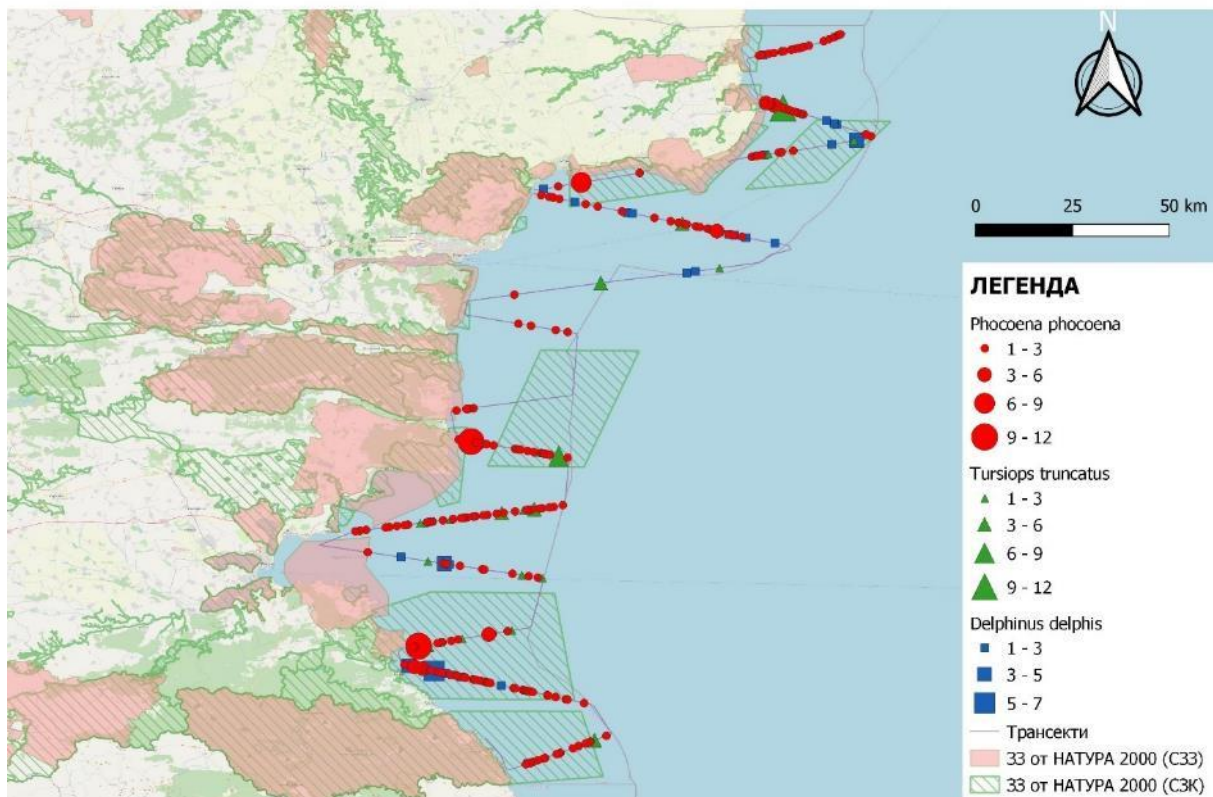 N
0 25 50 km
ЛЕГЕНДА
Phocoena phocoena
1 - 3
3 - 6
6 - 9
9 - 12
Tursiops truncatus
1 - 3
3 - 6
6 - 9
9 - 12
Delphinus delphis
1 - 3
3 - 5
5 - 7
Трансекти
ЗЗ от НАТУРА 2000 (СЗЗ)
ЗЗ от НАТУРА 2000 (СЗК)